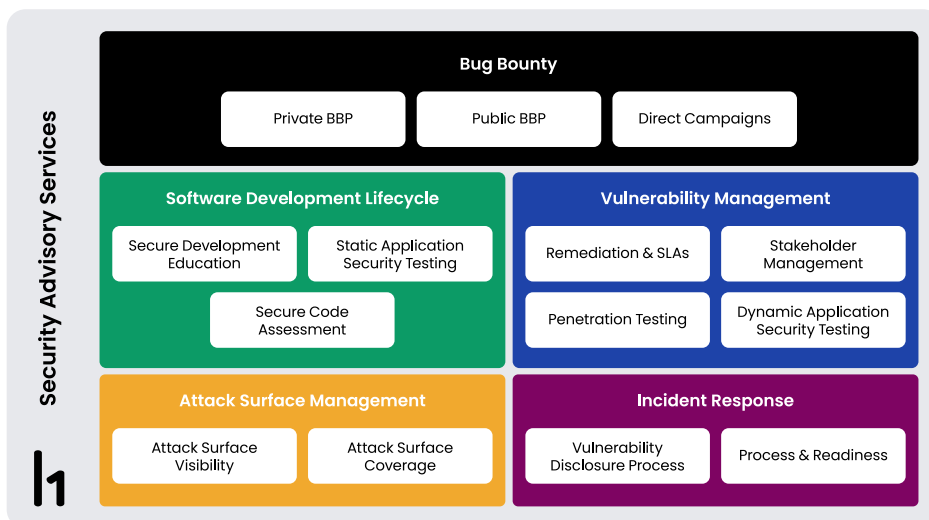 Security Advisory Services
h1
Bug Bounty
Private BBP
Public BBP
Direct Campaigns
Software Development Lifecycle
Secure Development
Education
Static Application
Security Testing
Secure Code
Assessment
Vulnerability Management
Remediation & SLAs
Stakeholder
Management
Penetration Testing
Dynamic Application
Security Testing
Attack Surface Management
Attack Surface
Visibility
Attack Surface
Coverage
Incident Response
Vulnerability
Disclosure Process
Process & Readiness